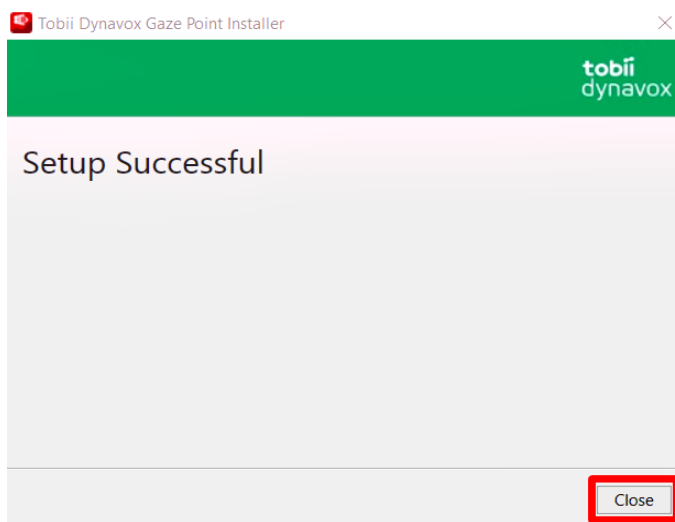 Tobii Dynavox Gaze Point Installer
tobii
dynavox
Setup Successful
Close